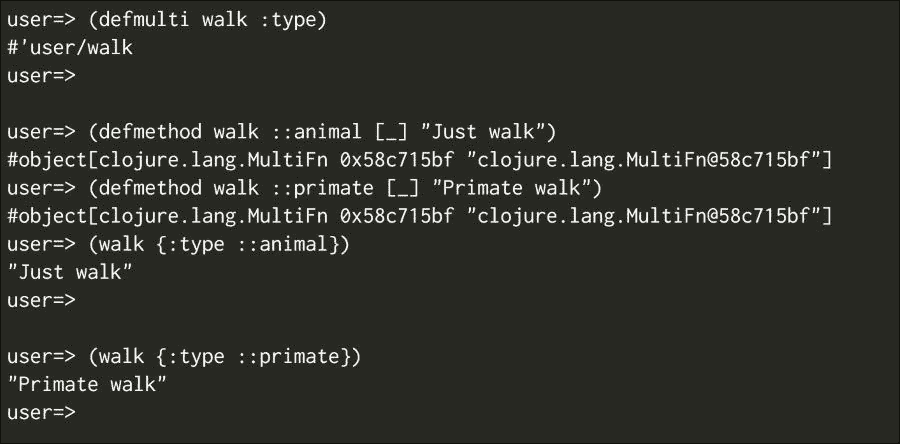 user=> (defmulti walk :type)
#'user/walk
user=>
user=> (defmethod walk ::animal [_] "Just walk")
#object[clojure.lang.MultiFn 0x58c715bf "clojure.lang.MultiFn@58c715bf"]
user=> (defmethod walk ::primate [_] "Primate walk")
#object[clojure.lang.MultiFn 0x58c715bf "clojure.lang.MultiFn@58c715bf"]
user=> (walk {:type ::animal})
"Just walk"
user=>
user=> (walk {:type ::primate})
"Primate walk"
user=>